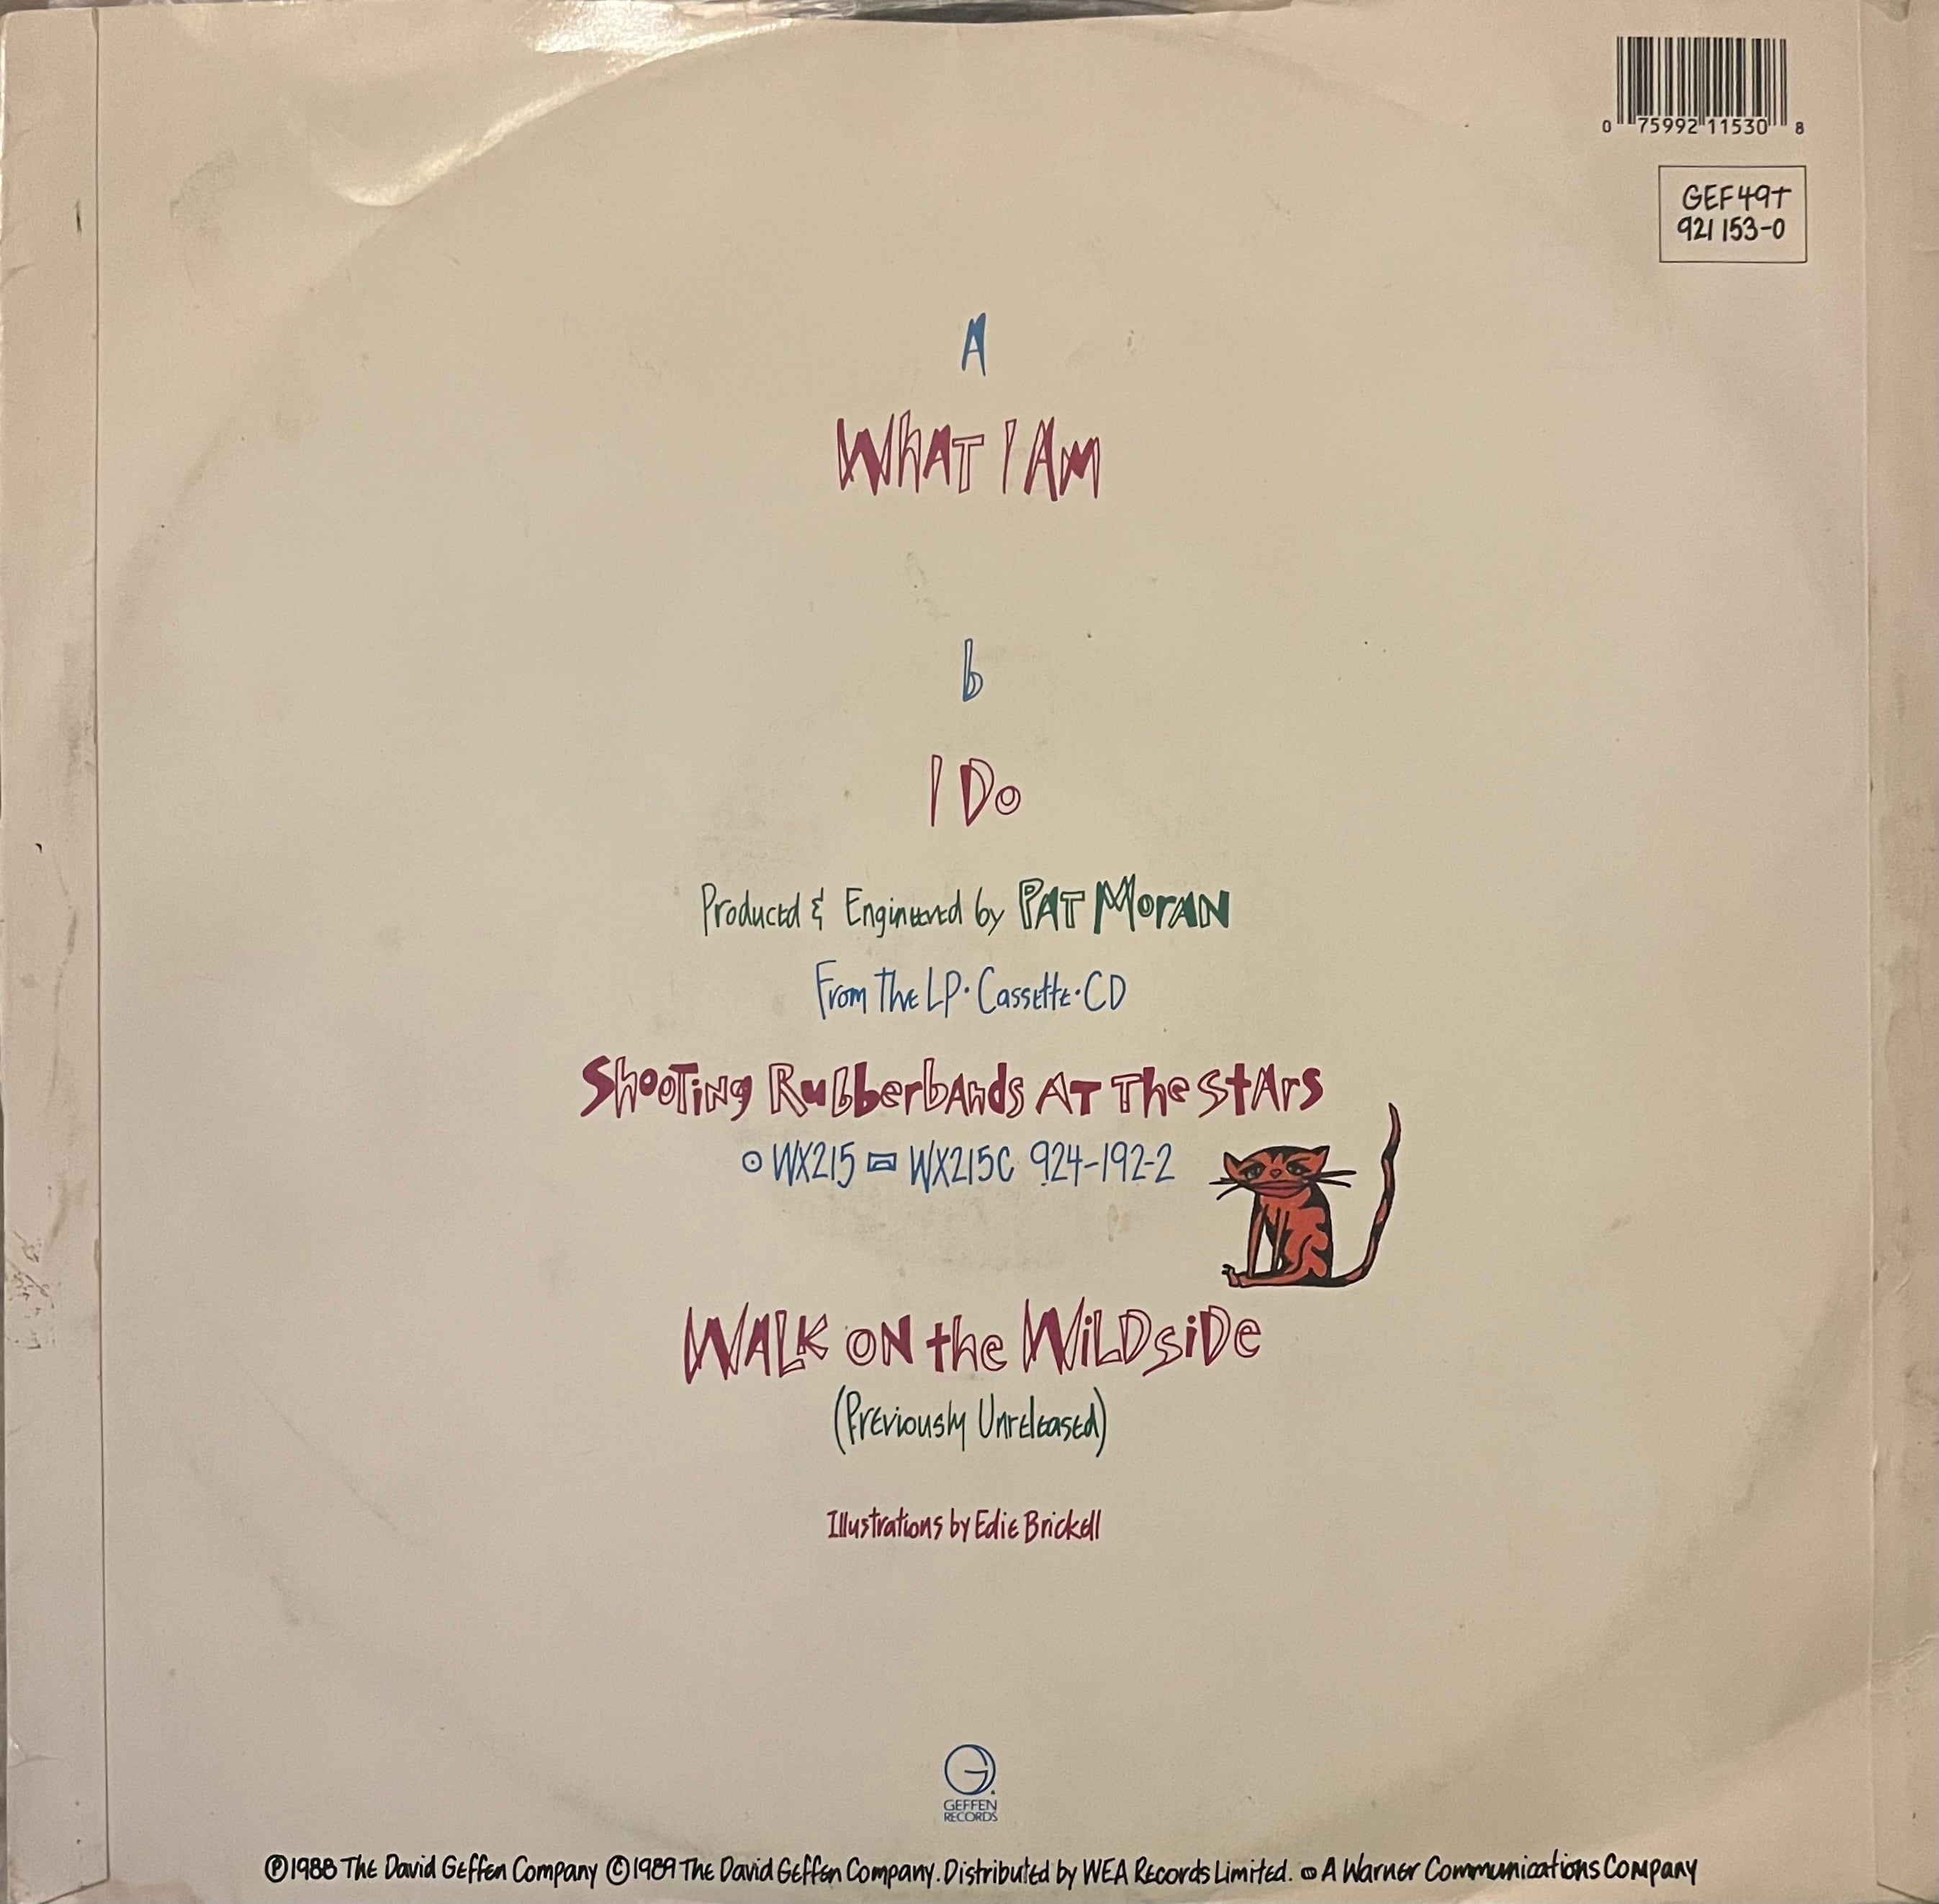 0 75992 11530 8
GEF49T
921 153-0
A
WhAT I AM
b
I Do
Produced & Engineered by PAT MorAN
From The LP·Cassette·CD
ShooTiNg RubberbANds AT The StArs
WX215 WX215C 924-192-2
WALK ON the WiLDsiDe
(Previously Unreleased)
Illustrations by Edie Brickell
G
GEFFEN
RECORDS
Ⓟ1988 The David Geffen Company ©1989 The David Geffen Company. Distributed by WEA Records Limited. A Warner Communications Company